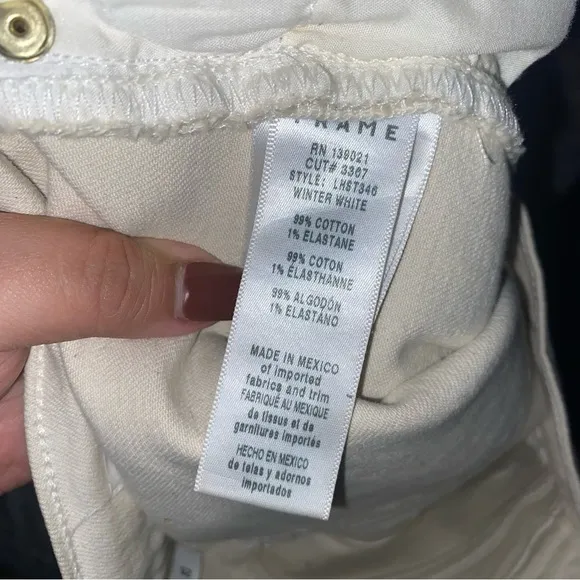 FRAME
RN 139021
CUT# 3367
STYLE: LHST346
WINTER WHITE
99% COTTON
1% ELASTANE
99% COTON
1% ÉLASTHANNE
99% ALGODÓN
1% ELASTANO
MADE IN MEXICO
of imported
fabrics and trim
FABRIQUÉ AU MEXIQUE
de tissus et de
garnitures importés
HECHO EN MÉXICO
de telas y adornos
importados